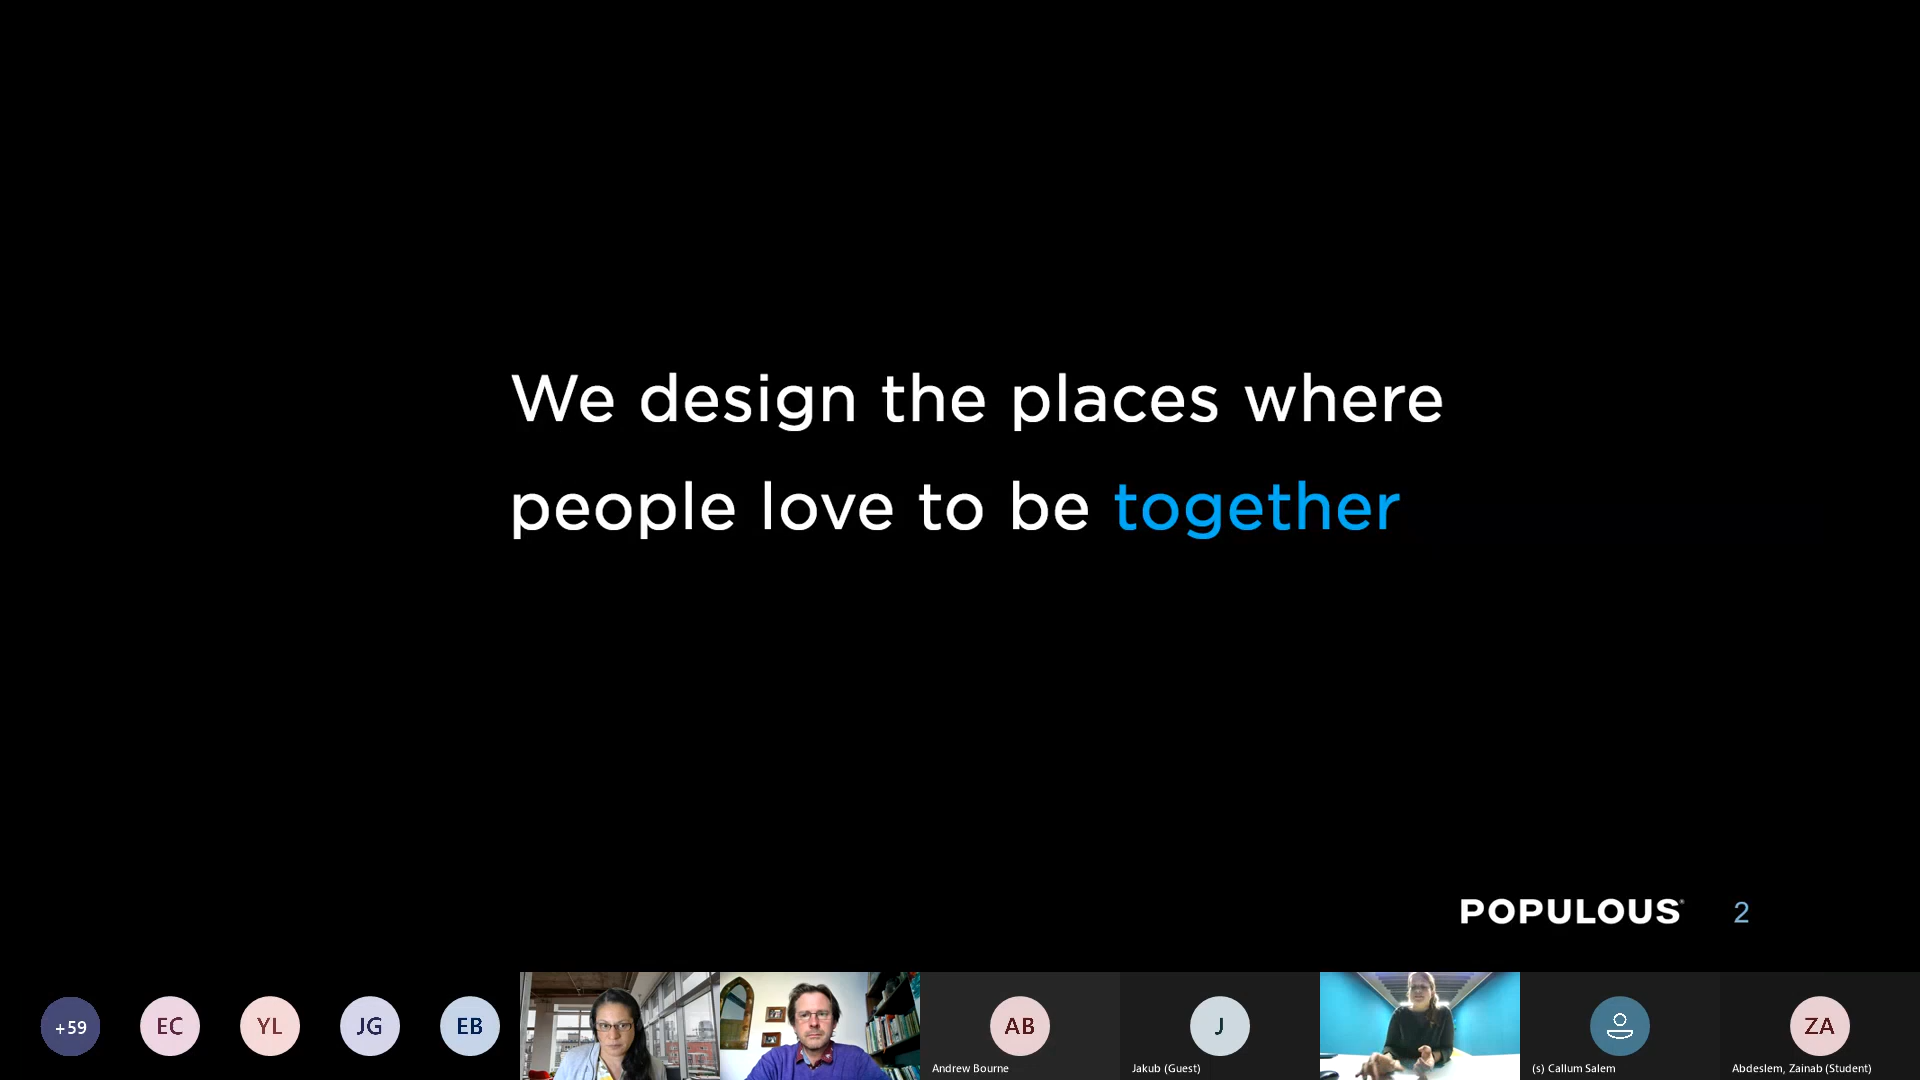 We design the places where
people love to be together
POPULOUS
2
+59
EC
YL
JG
EB
AB
J
ZA
Andrew Bourne
Jakub (Guest)
(s) Callum Salem
Abdeslem, Zainab (Student)